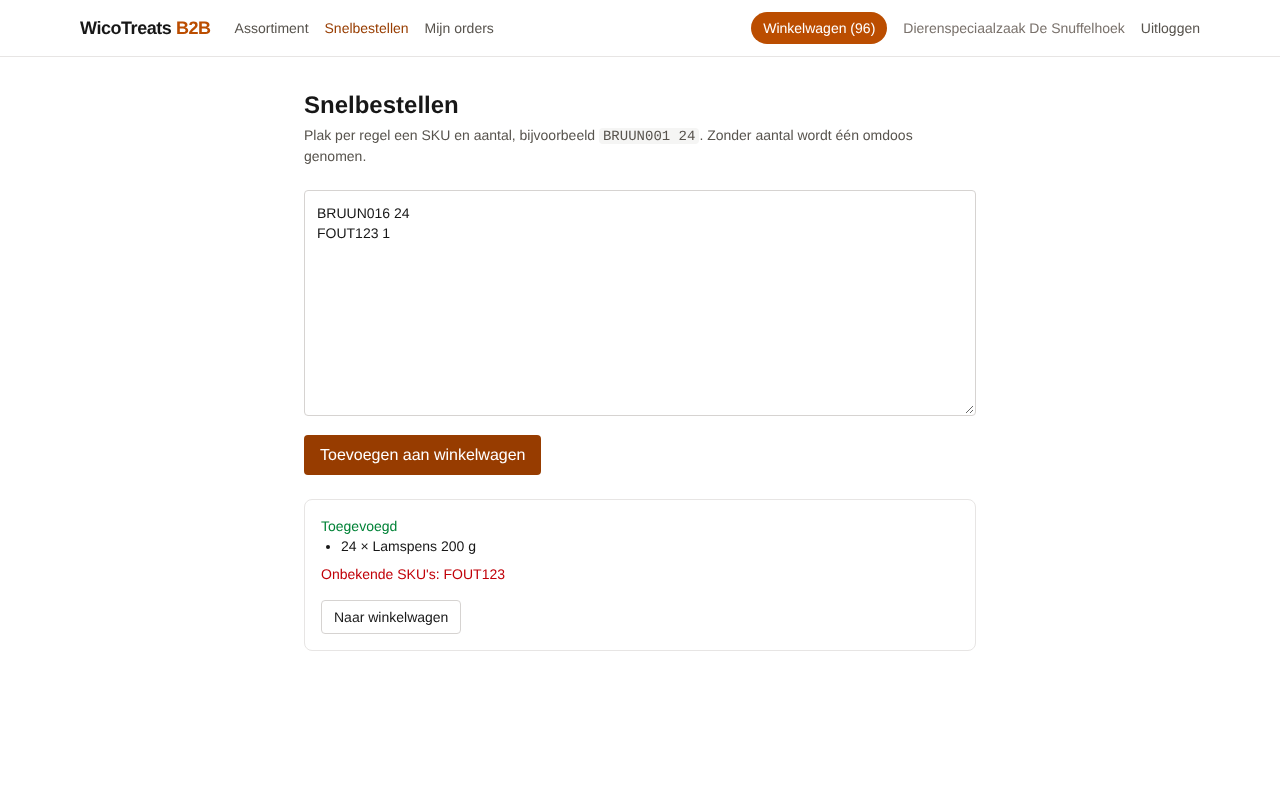 WicoTreats B2B Assortiment Snelbestellen Mijn orders Winkelwagen (96) Dierenspeciaalzaak De Snuffelhoek Uitloggen
Snelbestellen
Plak per regel een SKU en aantal, bijvoorbeeld BRUUN001 24. Zonder aantal wordt één omdoos
genomen.
BRUUN016 24
FOUT123 1
Toevoegen aan winkelwagen
Toegevoegd
• 24 × Lamspens 200 g
Onbekende SKU's: FOUT123
Naar winkelwagen